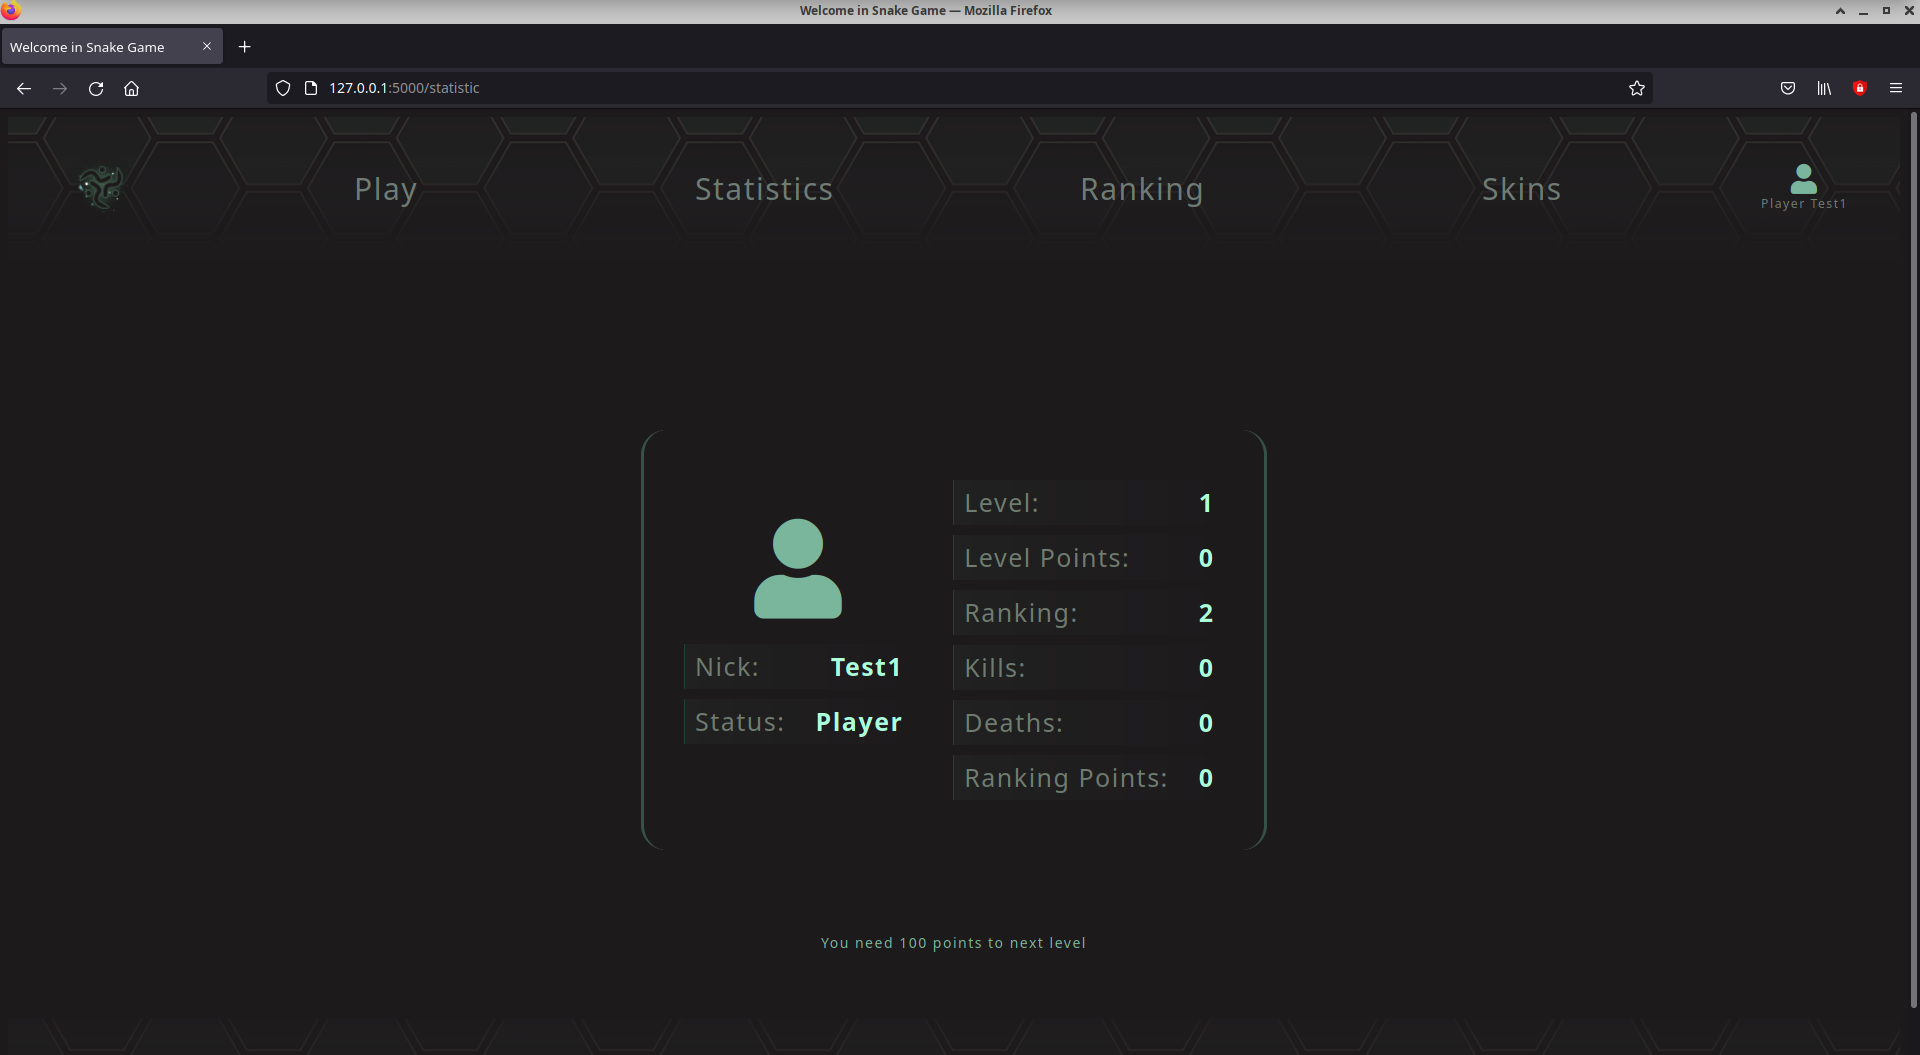 Welcome in Snake Game — Mozilla Firefox
Welcome in Snake Game
127.0.0.1:5000/statistic
Play
Statistics
Ranking
Skins
Player Test1
Nick: Test1
Status: Player
Level: 1
Level Points: 0
Ranking: 2
Kills: 0
Deaths: 0
Ranking Points: 0
You need 100 points to next level